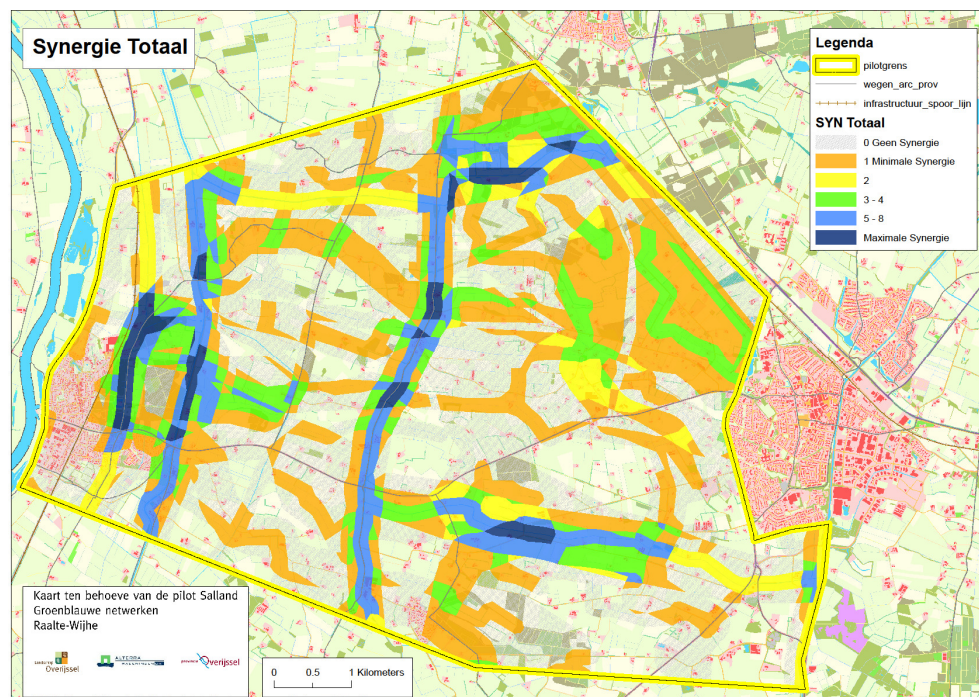 Synergie Totaal
Legenda
pilotgrens
wegen_arc_prov
infrastructuur_spoor_lijn
SYN Totaal
0 Geen Synergie
1 Minimale Synergie
2
3 - 4
5 - 8
Maximale Synergie
Kaart ten behoeve van de pilot Salland
Groenblauwe netwerken
Raalte-Wijhe
Overijssel
ALTERRA
provincie Overijssel
0 0.5 1 Kilometers